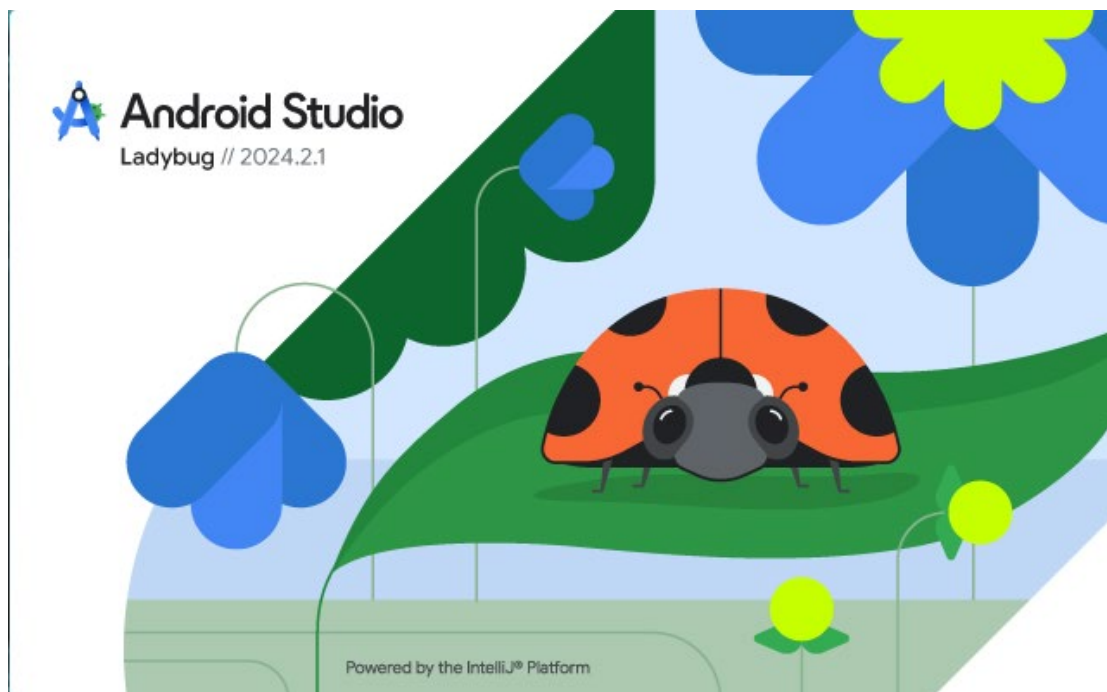 Android Studio
Ladybug // 2024.2.1
Powered by the IntelliJ® Platform